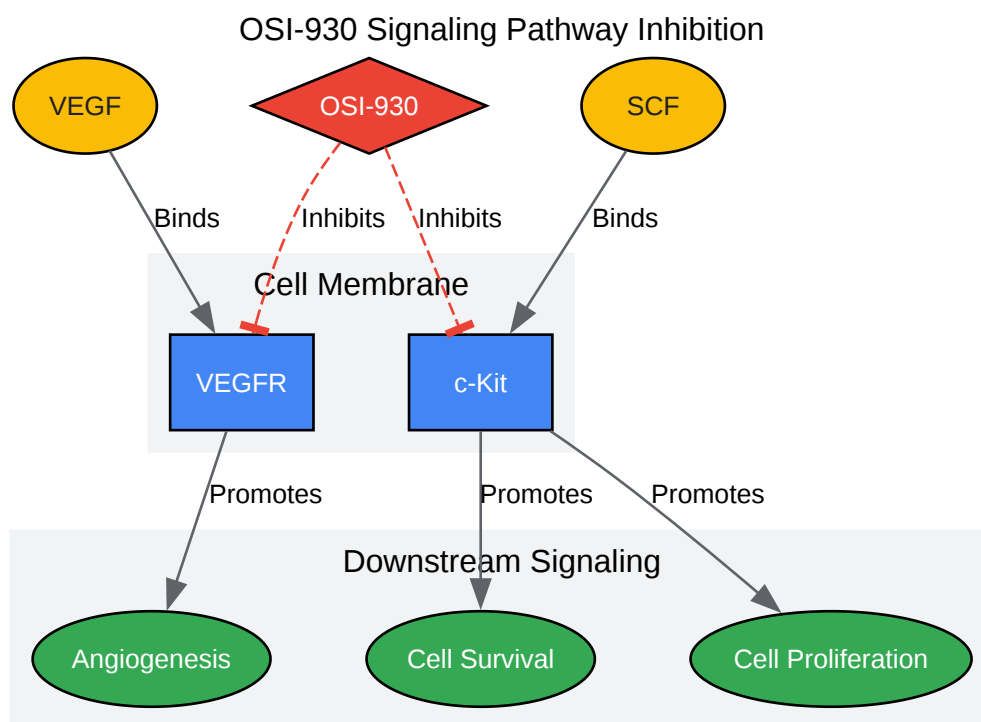 OSI-930 Signaling Pathway Inhibition
VEGF
OSI-930
SCF
Binds
Inhibits
Inhibits
Binds
Cell Membrane
VEGFR
c-Kit
Promotes
Promotes
Promotes
Downstream Signaling
Angiogenesis
Cell Survival
Cell Proliferation